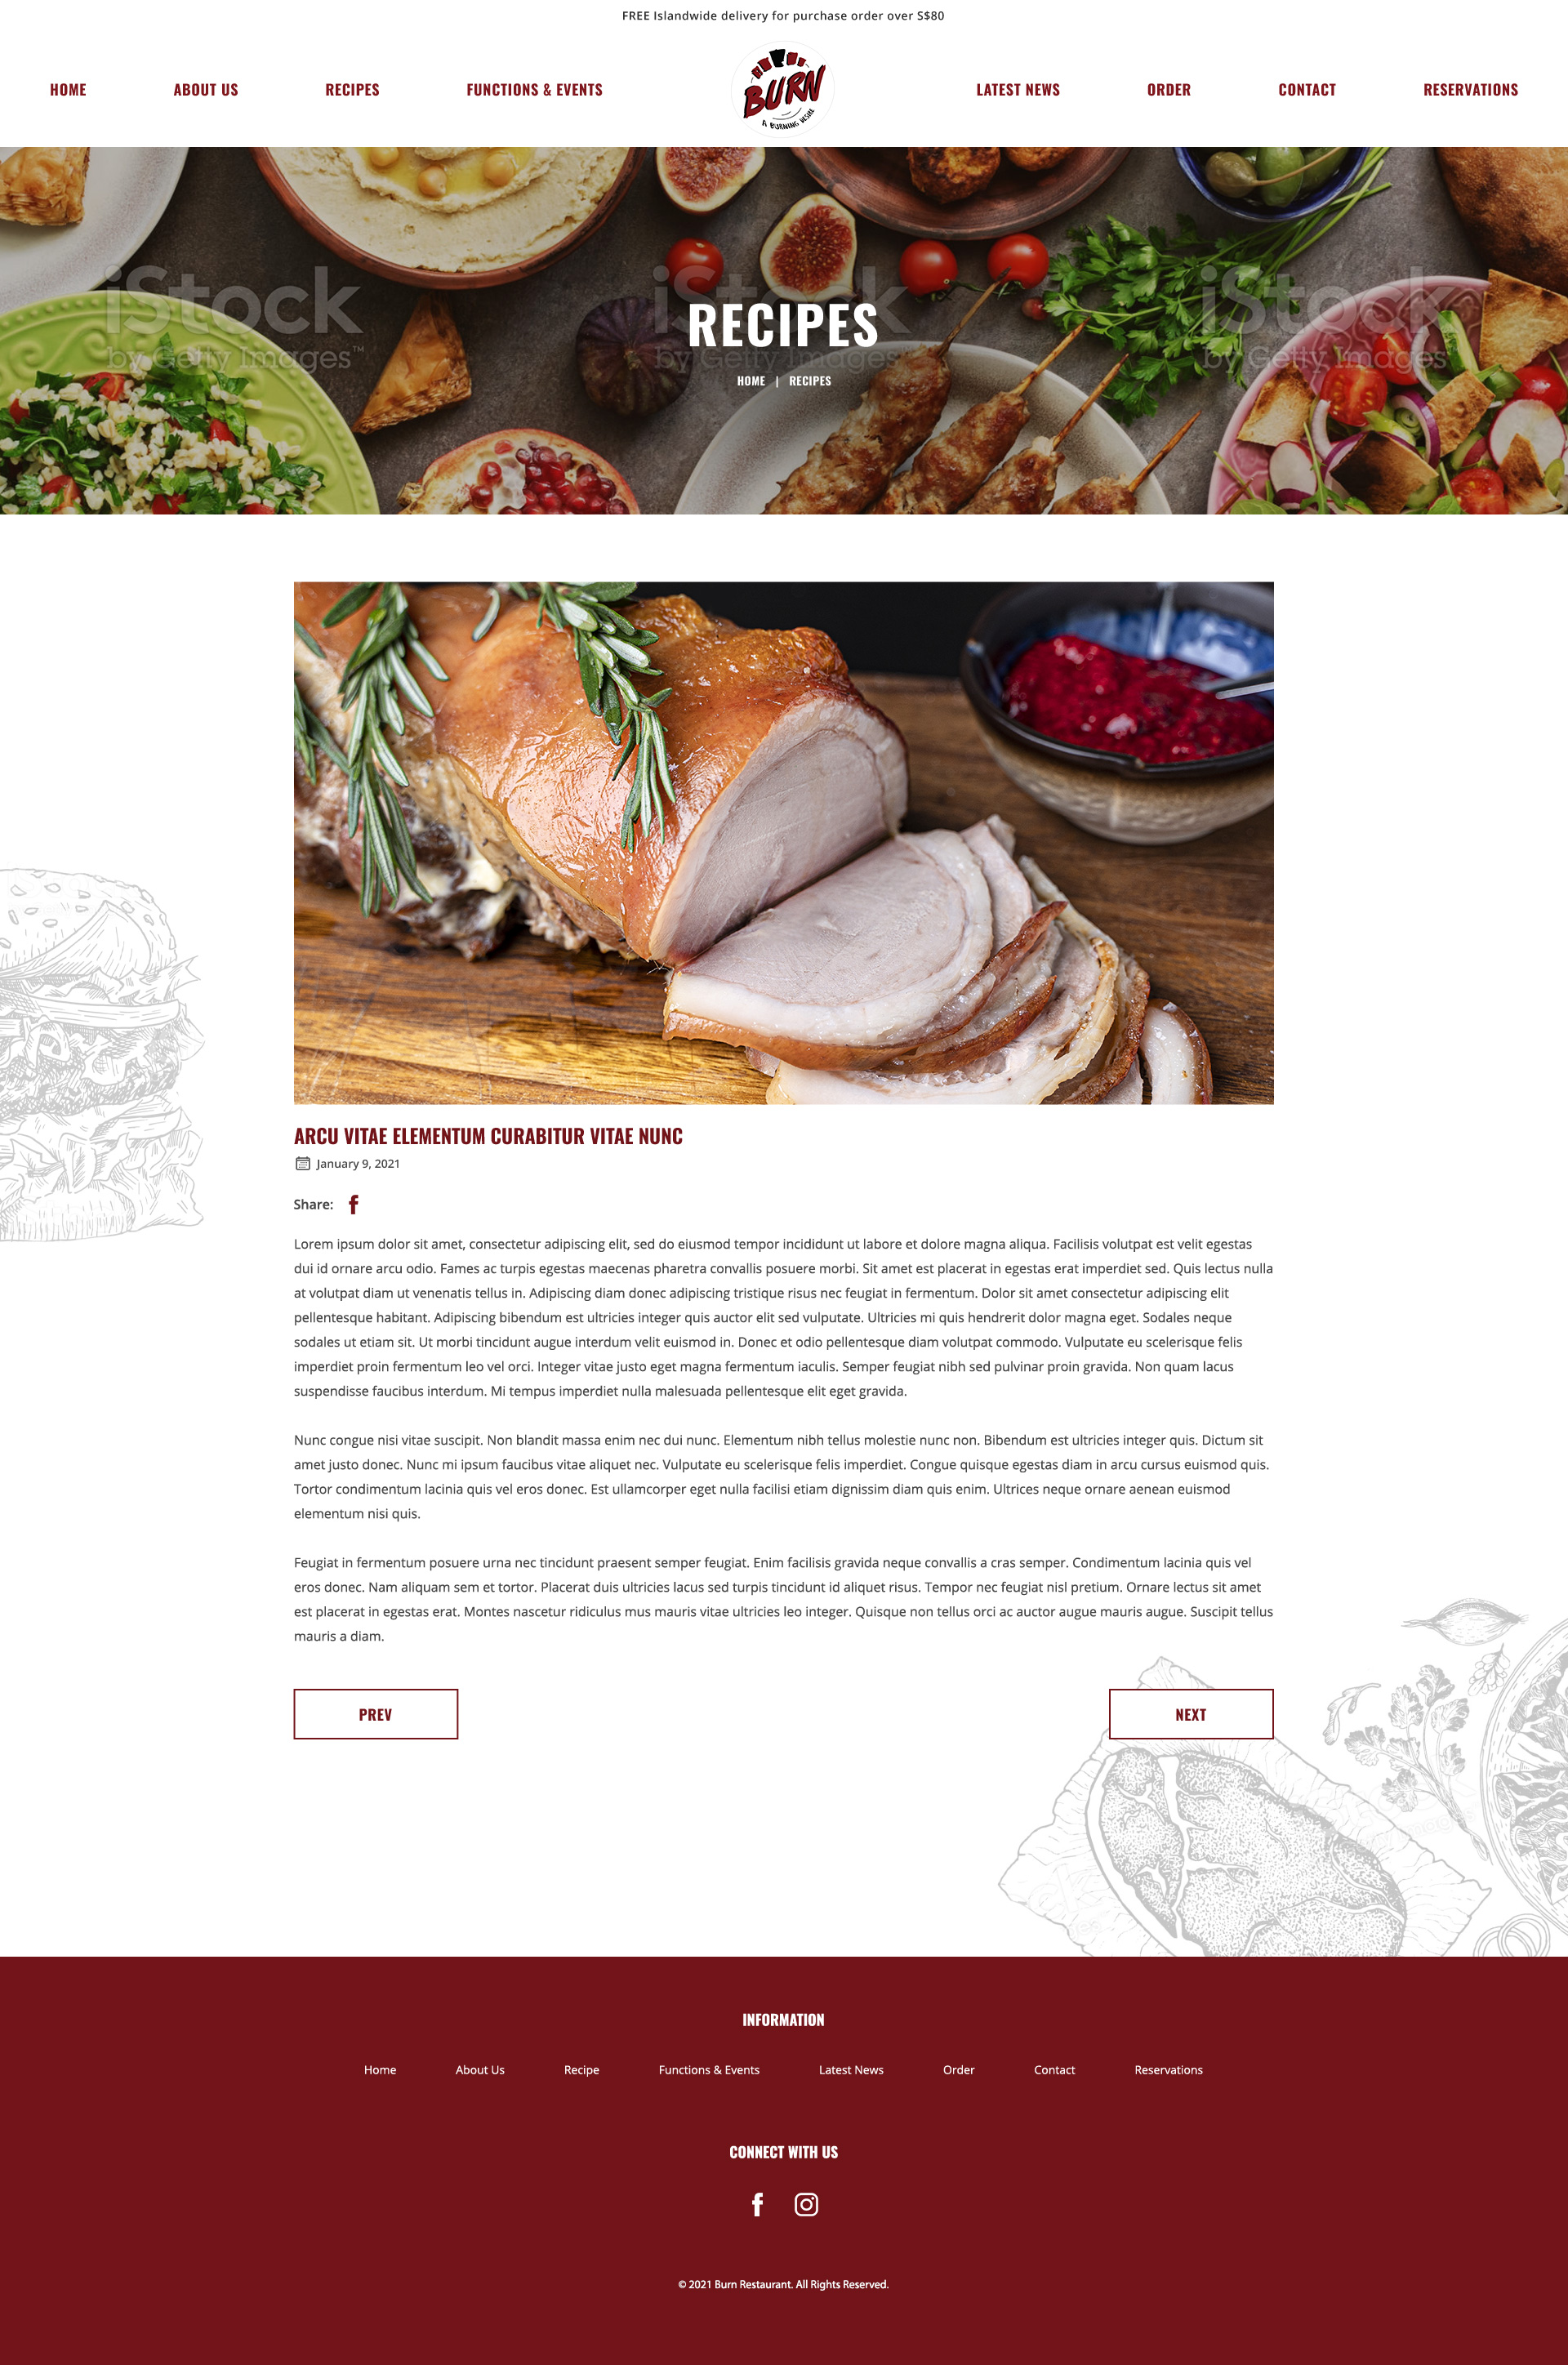 FREE Islandwide delivery for purchase order over S$80
HOME ABOUT US RECIPES FUNCTIONS & EVENTS BURN A BURNING DESIRE LATEST NEWS ORDER CONTACT RESERVATIONS
iStock iStock iStock
by Getty Images™ by Getty Images by Getty Images
RECIPES
HOME | RECIPES
ARCU VITAE ELEMENTUM CURABITUR VITAE NUNC
January 9, 2021
Share:
Lorem ipsum dolor sit amet, consectetur adipiscing elit, sed do eiusmod tempor incididunt ut labore et dolore magna aliqua. Facilisis volutpat est velit egestas
dui id ornare arcu odio. Fames ac turpis egestas maecenas pharetra convallis posuere morbi. Sit amet est placerat in egestas erat imperdiet sed. Quis lectus nulla
at volutpat diam ut venenatis tellus in. Adipiscing diam donec adipiscing tristique risus nec feugiat in fermentum. Dolor sit amet consectetur adipiscing elit
pellentesque habitant. Adipiscing bibendum est ultricies integer quis auctor elit sed vulputate. Ultricies mi quis hendrerit dolor magna eget. Sodales neque
sodales ut etiam sit. Ut morbi tincidunt augue interdum velit euismod in. Donec et odio pellentesque diam volutpat commodo. Vulputate eu scelerisque felis
imperdiet proin fermentum leo vel orci. Integer vitae justo eget magna fermentum iaculis. Semper feugiat nibh sed pulvinar proin gravida. Non quam lacus
suspendisse faucibus interdum. Mi tempus imperdiet nulla malesuada pellentesque elit eget gravida.
Nunc congue nisi vitae suscipit. Non blandit massa enim nec dui nunc. Elementum nibh tellus molestie nunc non. Bibendum est ultricies integer quis. Dictum sit
amet justo donec. Nunc mi ipsum faucibus vitae aliquet nec. Vulputate eu scelerisque felis imperdiet. Congue quisque egestas diam in arcu cursus euismod quis.
Tortor condimentum lacinia quis vel eros donec. Est ullamcorper eget nulla facilisi etiam dignissim diam quis enim. Ultrices neque ornare aenean euismod
elementum nisi quis.
Feugiat in fermentum posuere urna nec tincidunt praesent semper feugiat. Enim facilisis gravida neque convallis a cras semper. Condimentum lacinia quis vel
eros donec. Nam aliquam sem et tortor. Placerat duis ultricies lacus sed turpis tincidunt id aliquet risus. Tempor nec feugiat nisl pretium. Ornare lectus sit amet
est placerat in egestas erat. Montes nascetur ridiculus mus mauris vitae ultricies leo integer. Quisque non tellus orci ac auctor augue mauris augue. Suscipit tellus
mauris a diam.
PREV NEXT
INFORMATION
Home About Us Recipe Functions & Events Latest News Order Contact Reservations
CONNECT WITH US
© 2021 Burn Restaurant. All Rights Reserved.